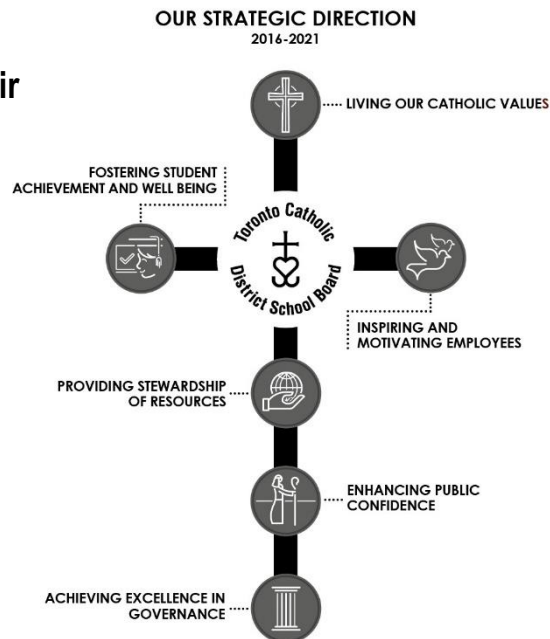 OUR STRATEGIC DIRECTION
2016-2021
ir
LIVING OUR CATHOLIC VALUES
FOSTERING STUDENT
ACHIEVEMENT AND WELL BEING
Toronto Catholic
District School Board
INSPIRING AND
MOTIVATING EMPLOYEES
PROVIDING STEWARDSHIP
OF RESOURCES
ENHANCING PUBLIC
CONFIDENCE
ACHIEVING EXCELLENCE IN
GOVERNANCE